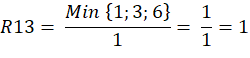 R13 = Min {1;3;6} / 1 = 1 / 1 = 1